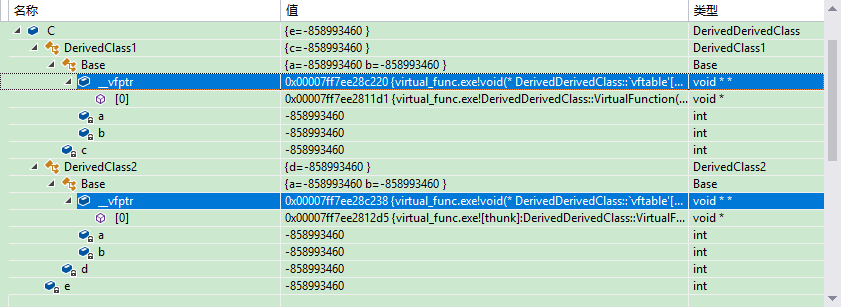 名称 值 类型
C {e=-858993460 } DerivedDerivedClass
DerivedClass1 {c=-858993460 } DerivedClass1
Base {a=-858993460 b=-858993460 } Base
__vfptr 0x00007ff7ee28c220 {virtual_func.exe!void(* DerivedDerivedClass::`vftable'[... void * *
[0] 0x00007ff7ee2811d1 {virtual_func.exe!DerivedDerivedClass::VirtualFunction(... void *
a -858993460 int
b -858993460 int
c -858993460 int
DerivedClass2 {d=-858993460 } DerivedClass2
Base {a=-858993460 b=-858993460 } Base
__vfptr 0x00007ff7ee28c238 {virtual_func.exe!void(* DerivedDerivedClass::`vftable'[... void * *
[0] 0x00007ff7ee2812d5 {virtual_func.exe![thunk]:DerivedDerivedClass::VirtualF... void *
a -858993460 int
b -858993460 int
d -858993460 int
e -858993460 int